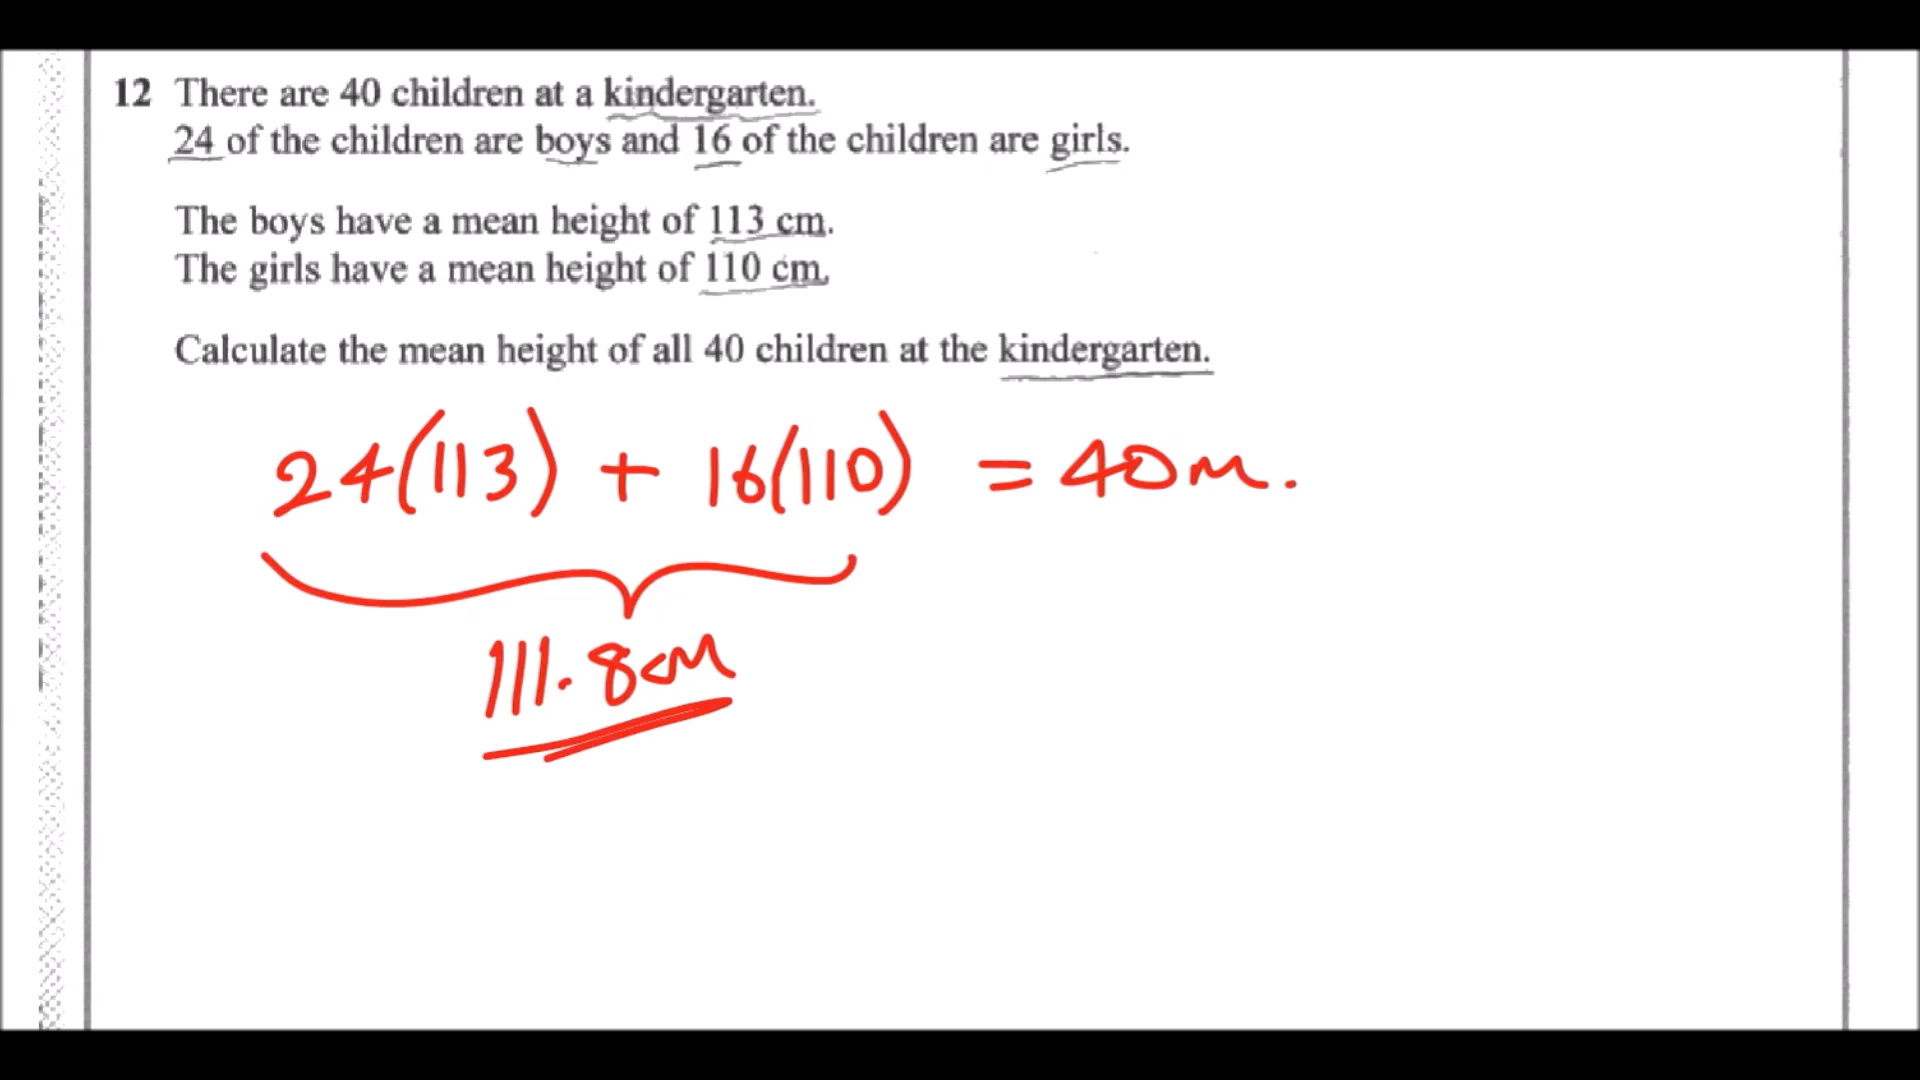 12 There are 40 children at a kindergarten.
24 of the children are boys and 16 of the children are girls.
The boys have a mean height of 113 cm.
The girls have a mean height of 110 cm.
Calculate the mean height of all 40 children at the kindergarten.
24(113) + 16(110) = 40m.
111.8cm